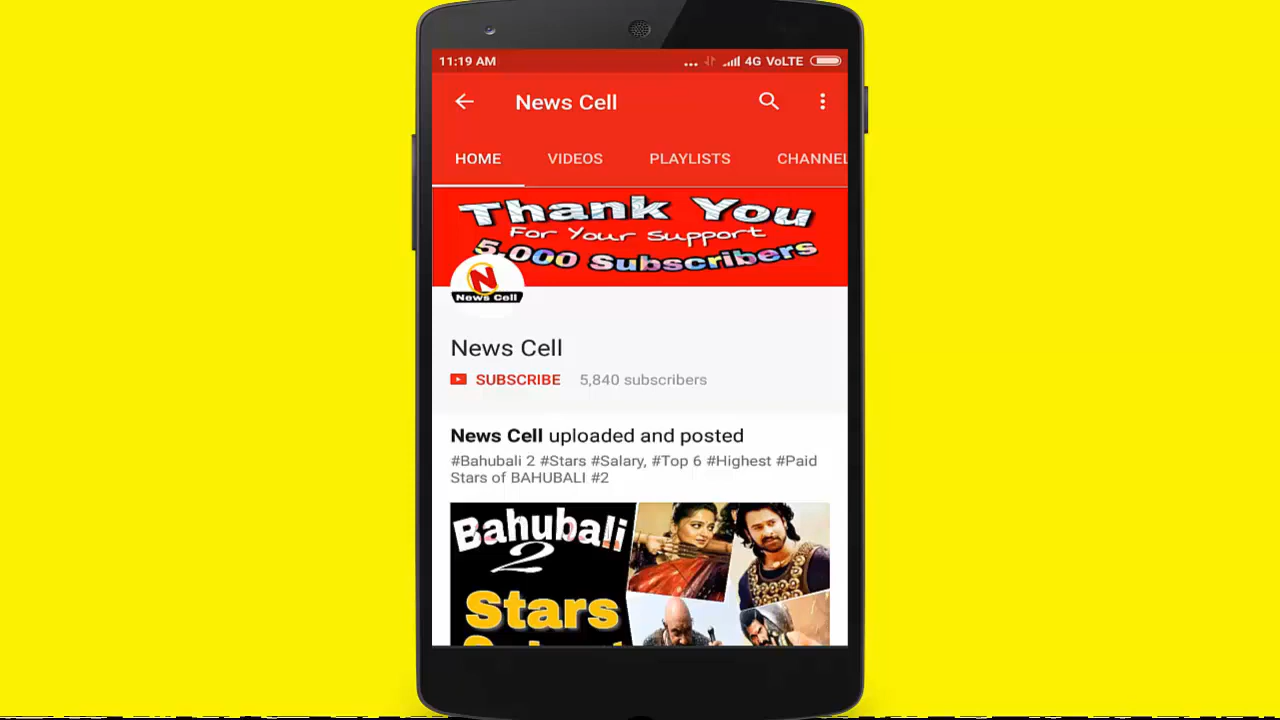 11:19 AM ... 4G VoLTE
News Cell
HOME VIDEOS PLAYLISTS CHANNEL
Thank You
For Your Support
5,000 Subscribers
N
News Cell
News Cell
SUBSCRIBE 5,840 subscribers
News Cell uploaded and posted
#Bahubali 2 #Stars #Salary, #Top 6 #Highest #Paid
Stars of BAHUBALI #2
Bahubali
2
Stars